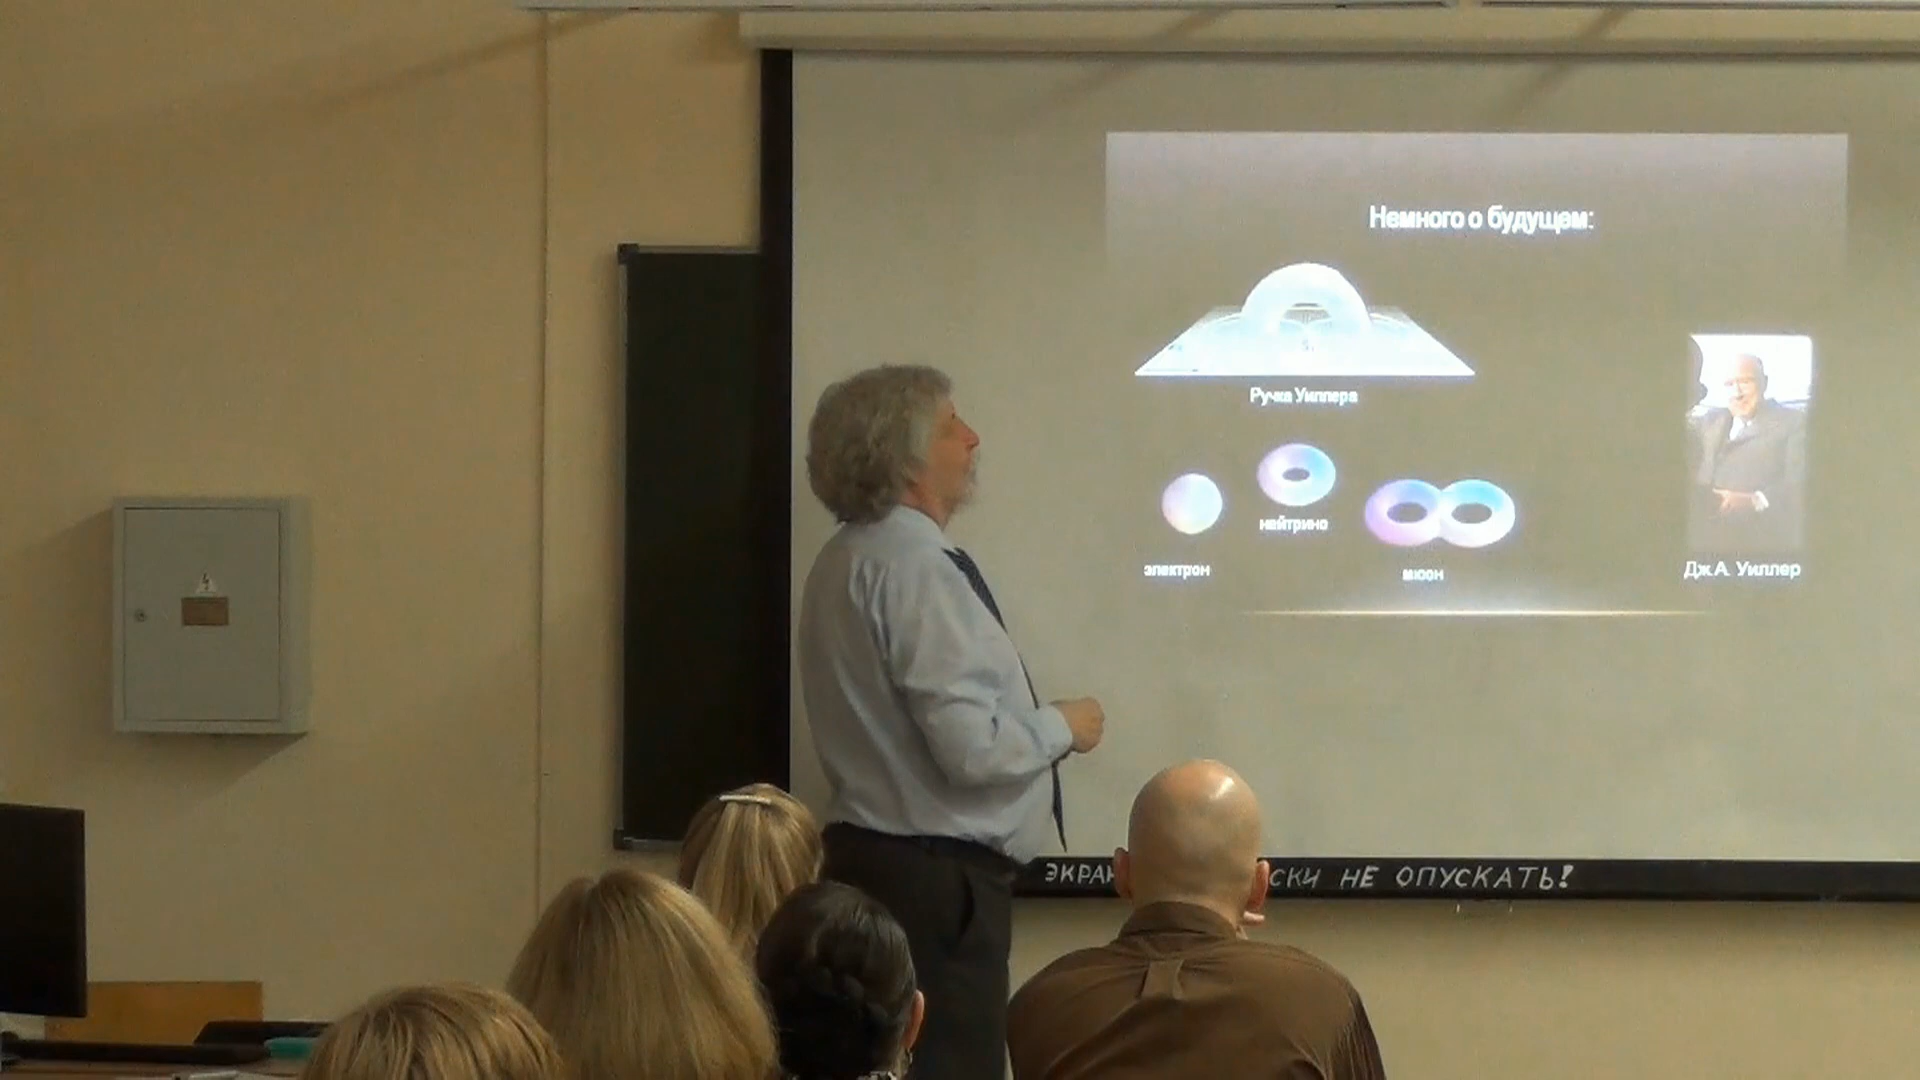 Немного о будущем:
Ручка Уиллера
нейтрино
электрон
мюон
Дж.А. Уиллер
ЭКРАН СКИ НЕ ОПУСКАТЬ!